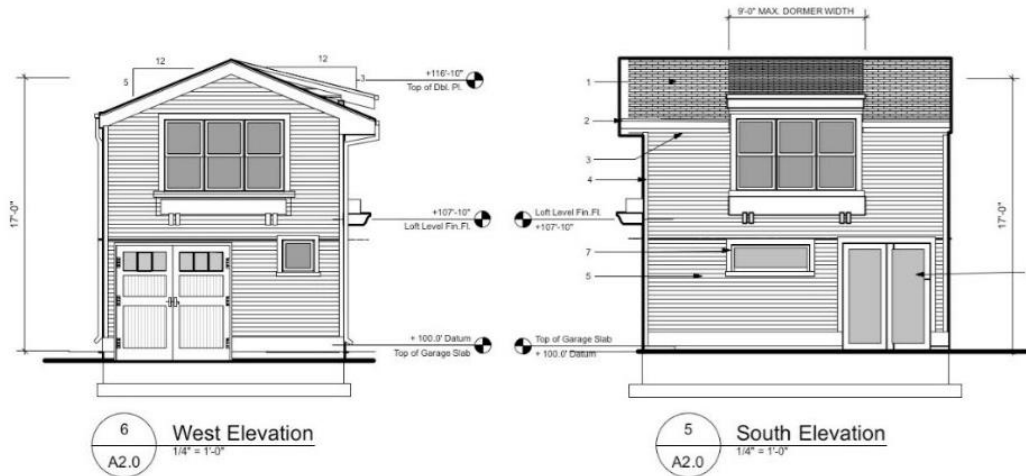 12
12
5
3
+116'-10"
Top of Dbl. Pl.
17'-0"
+107'-10"
Loft Level Fin.Fl.
+ 100.0' Datum
Top of Garage Slab
6
A2.0
West Elevation
1/4" = 1'-0"
9'-0" MAX. DORMER WIDTH
1
2
3
4
Loft Level Fin.Fl.
+107'-10"
7
5
17'-0"
Top of Garage Slab
+ 100.0' Datum
5
A2.0
South Elevation
1/4" = 1'-0"